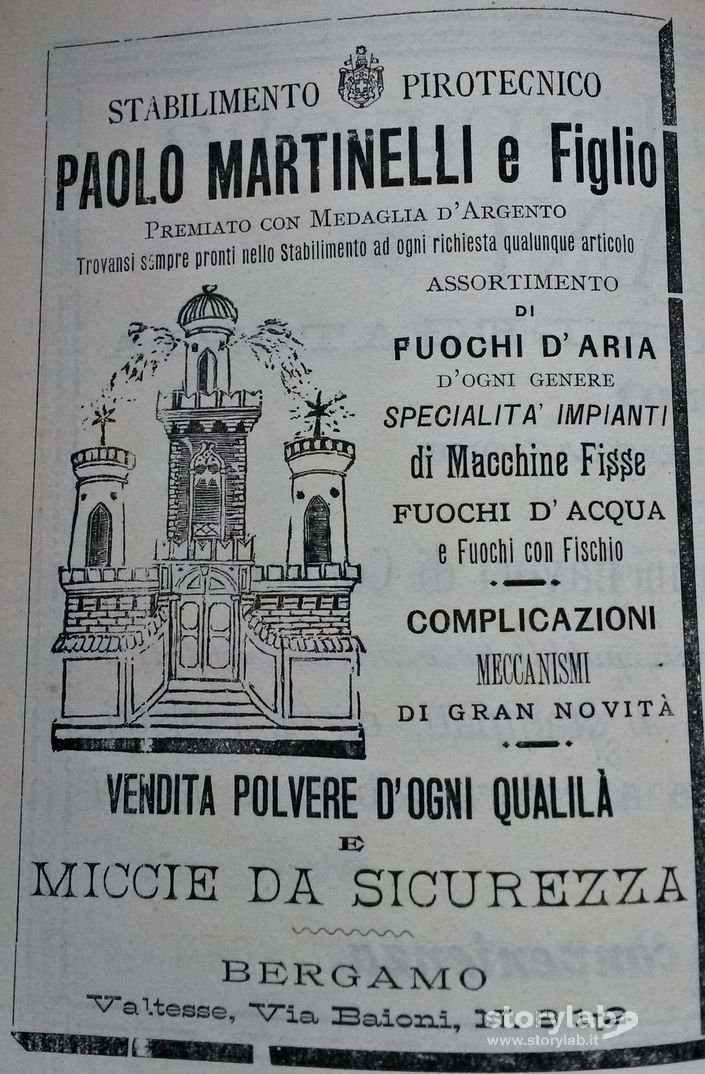 STABILIMENTO PIROTECNICO
PAOLO MARTINELLI e Figlio
PREMIATO CON MEDAGLIA D'ARGENTO
Trovansi sempre pronti nello Stabilimento ad ogni richiesta qualunque articolo
ASSORTIMENTO
DI
FUOCHI D'ARIA
D'OGNI GENERE
SPECIALITA' IMPIANTI
di Macchine Fisse
FUOCHI D'ACQUA
e Fuochi con Fischio
COMPLICAZIONI
MECCANISMI
DI GRAN NOVITÀ
VENDITA POLVERE D'OGNI QUALILÀ
E
MICCIE DA SICUREZZA
BERGAMO
Valtesse, Via Baioni, N.
storylab
www.storylab.it